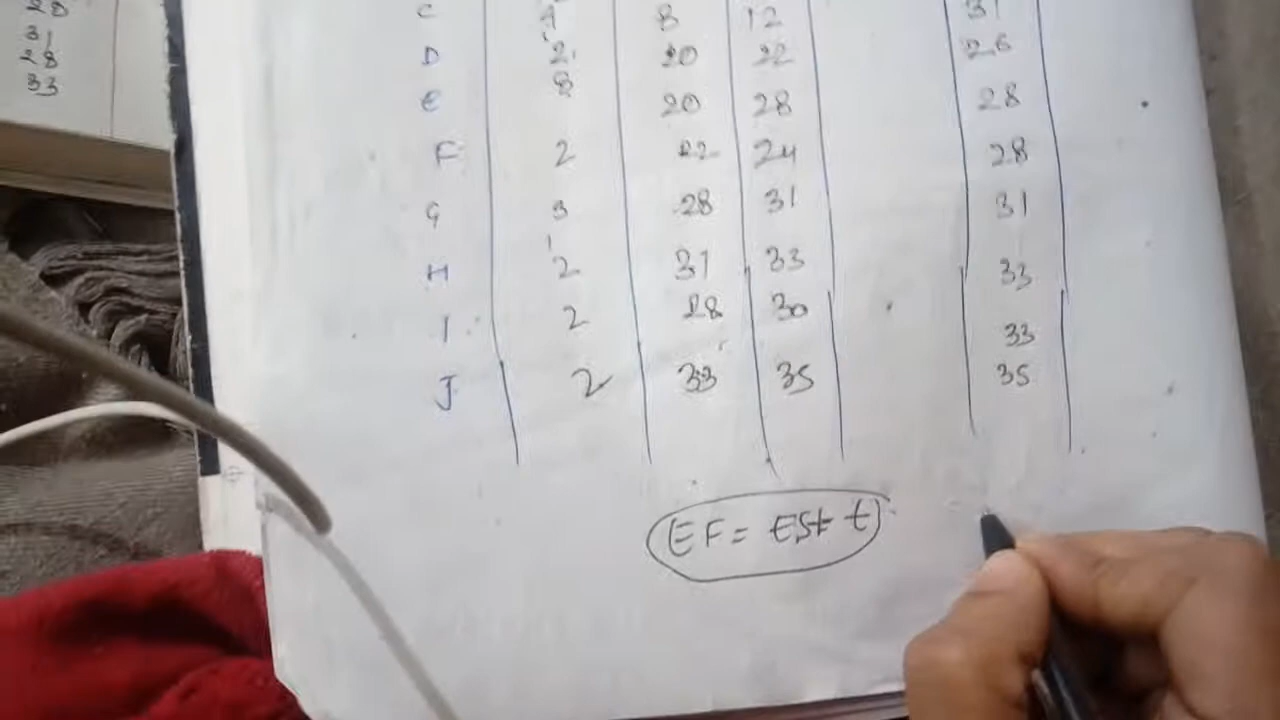 28
31
28
33
C 8 12 31
D 2 20 22 26
E 8 20 28 28
F 2 22 24 28
G 3 28 31 31
H 2 31 33 33
I 2 28 30 33
J 2 33 35 35
EF = ES + t